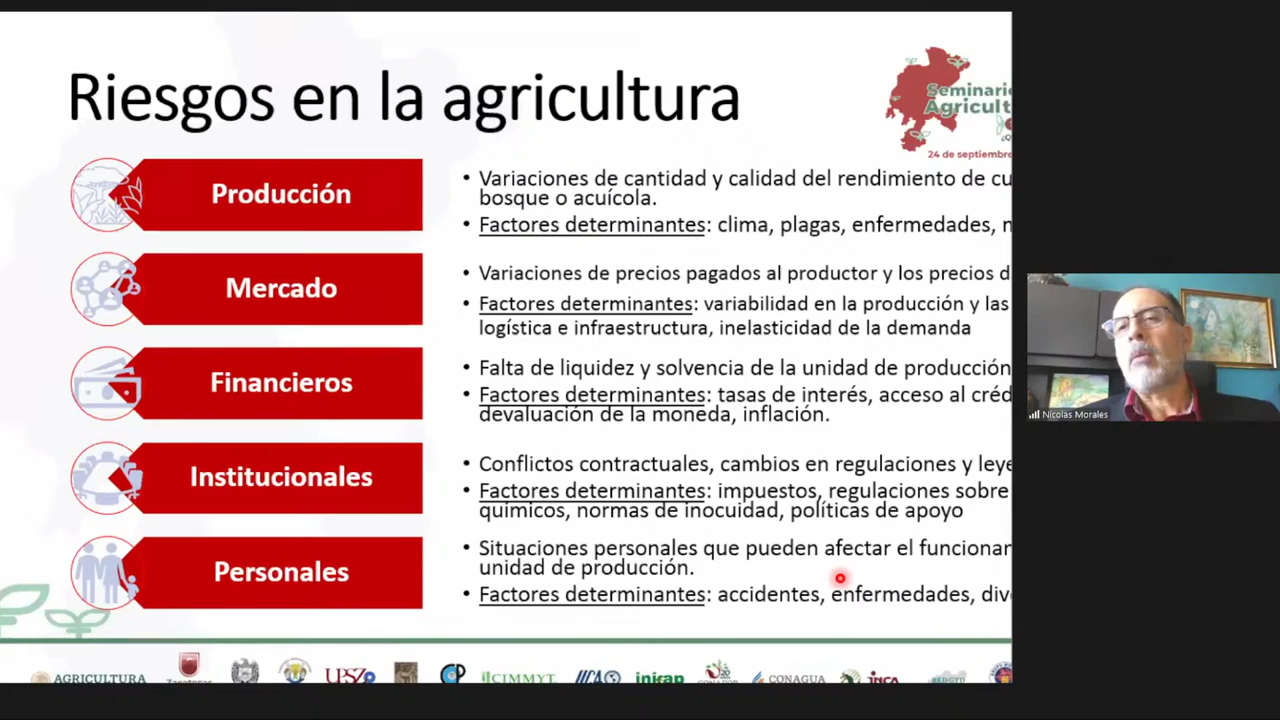 Riesgos en la agricultura
Seminario
Agricult
24 de septiembre
Producción
• Variaciones de cantidad y calidad del rendimiento de cu
bosque o acuícola.
• Factores determinantes: clima, plagas, enfermedades,
Mercado
• Variaciones de precios pagados al productor y los precios d
• Factores determinantes: variabilidad en la producción y las
logística e infraestructura, inelasticidad de la demanda
Financieros
• Falta de liquidez y solvencia de la unidad de producción
• Factores determinantes: tasas de interés, acceso al créd
devaluación de la moneda, inflación.
Institucionales
• Conflictos contractuales, cambios en regulaciones y leye
• Factores determinantes: impuestos, regulaciones sobre
químicos, normas de inocuidad, políticas de apoyo
Personales
• Situaciones personales que pueden afectar el funcionar
unidad de producción.
• Factores determinantes: accidentes, enfermedades, div
Nicolás Morales
AGRICULTURA
Zacatecas
UPSZ
CIMMYT
IICA
inifap
CONAGUA
INCA